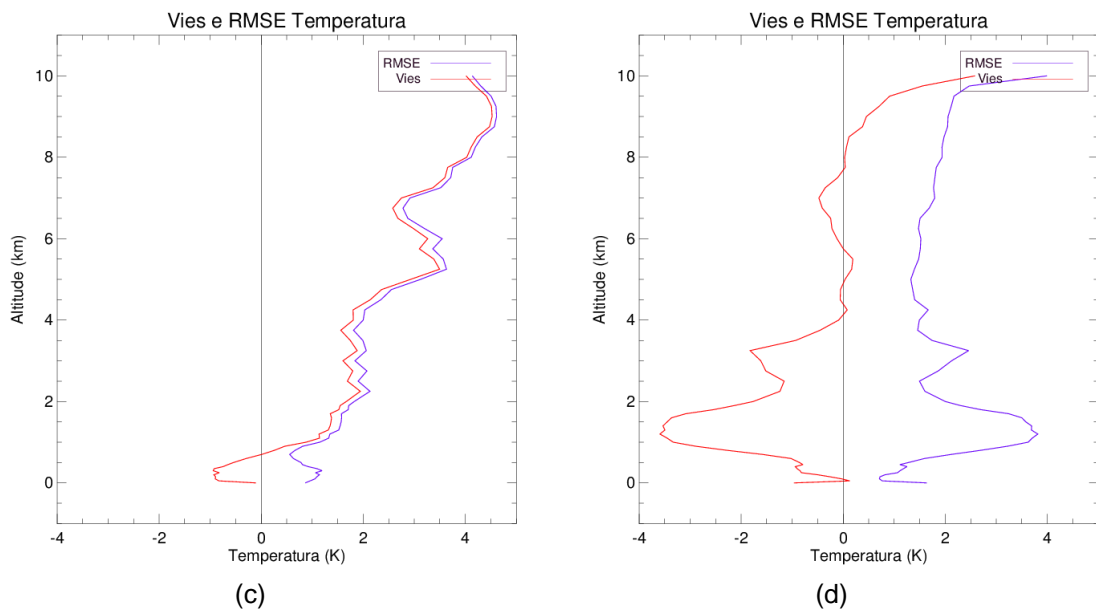 Vies e RMSE Temperatura
RMSE
Vies
10
8
6
4
2
0
Altitude (km)
-4
-2
0
2
4
Temperatura (K)
(c)
Vies e RMSE Temperatura
RMSE
Vies
10
8
6
4
2
0
Altitude (km)
-4
-2
0
2
4
Temperatura (K)
(d)